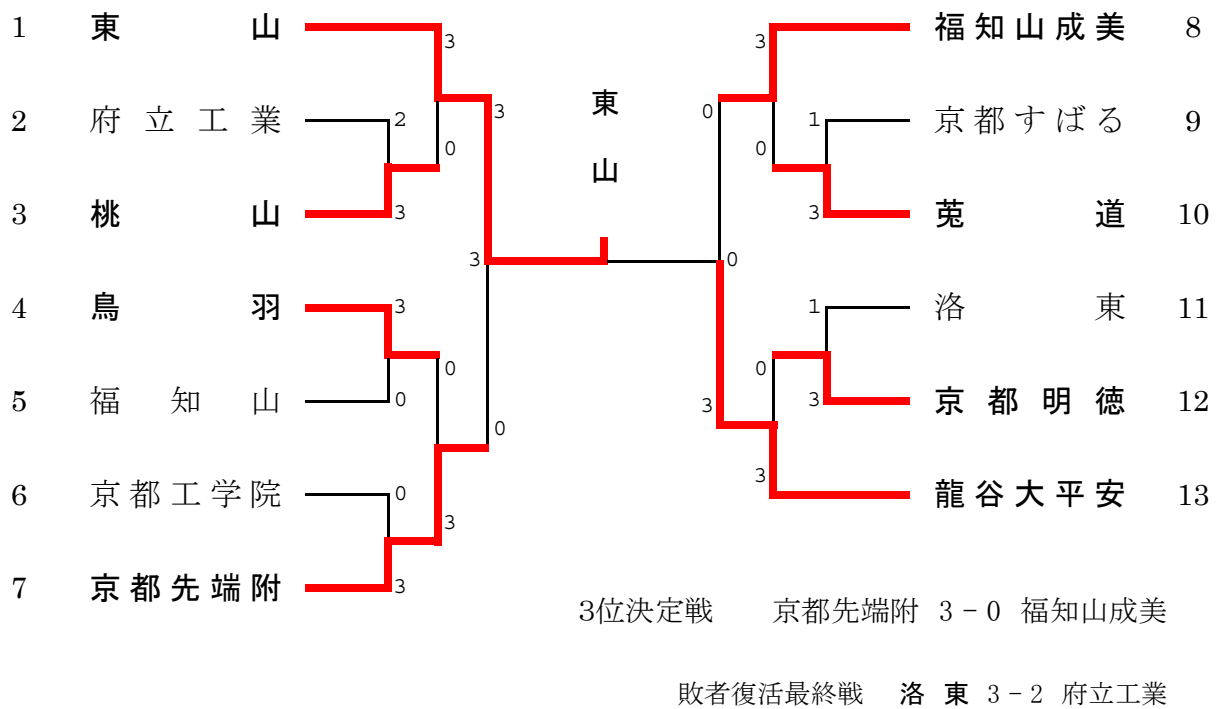 1 東山 3 3 福知山成美 8
3 東 0
2 府立工業 2 1 京都すばる 9
0 山 0
3 桃山 3 3 莵道 10
3 0
4 鳥羽 3 1 洛東 11
0 0
5 福知山 0 3 3 京都明徳 12
0
6 京都工学院 0 3 龍谷大平安 13
3
7 京都先端附 3
3位決定戦 京都先端附 3-0 福知山成美
敗者復活最終戦 洛東 3-2 府立工業